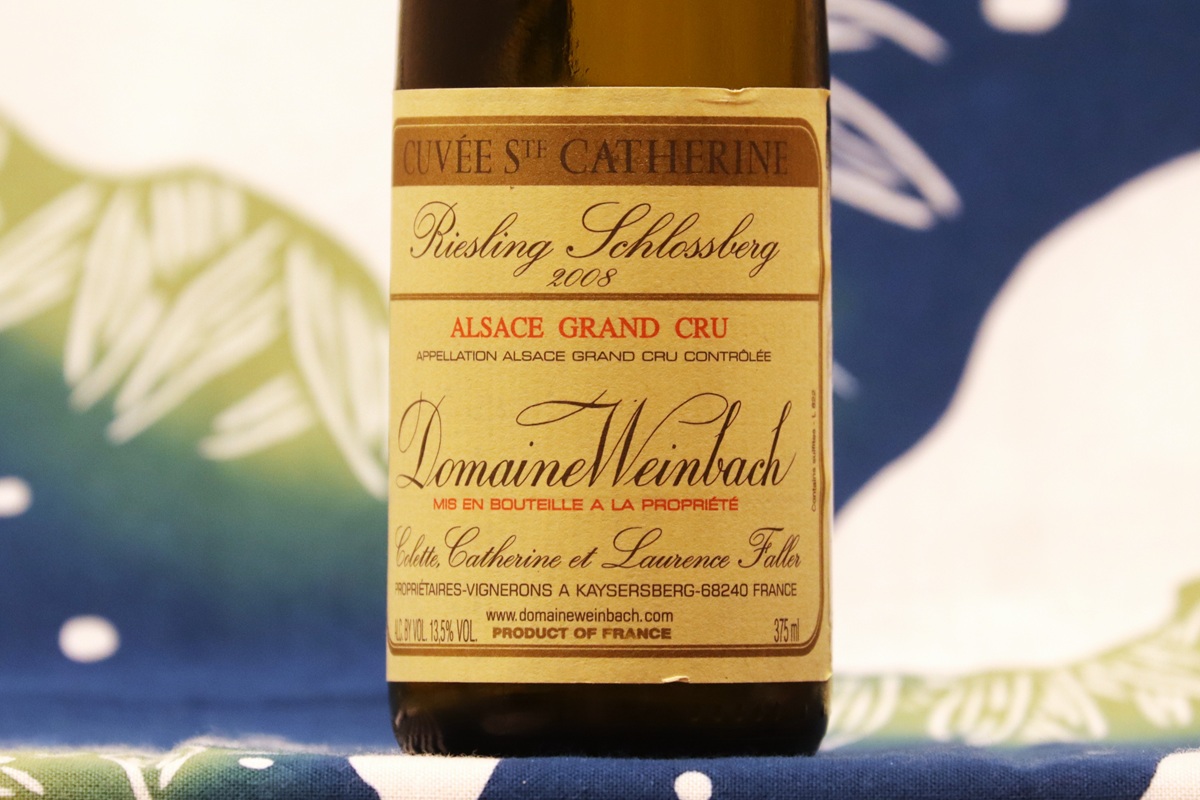 CUVÉE STE CATHERINE
Riesling Schlossberg
2008
ALSACE GRAND CRU
APPELLATION ALSACE GRAND CRU CONTRÔLÉE
Domaine Weinbach
MIS EN BOUTEILLE A LA PROPRIÉTÉ
Colette, Catherine et Laurence Faller
PROPRIÉTAIRES-VIGNERONS A KAYSERSBERG-68240 FRANCE
www.domaineweinbach.com
ALC. BY VOL. 13,5% VOL. PRODUCT OF FRANCE 375 ml
Contains sulfites